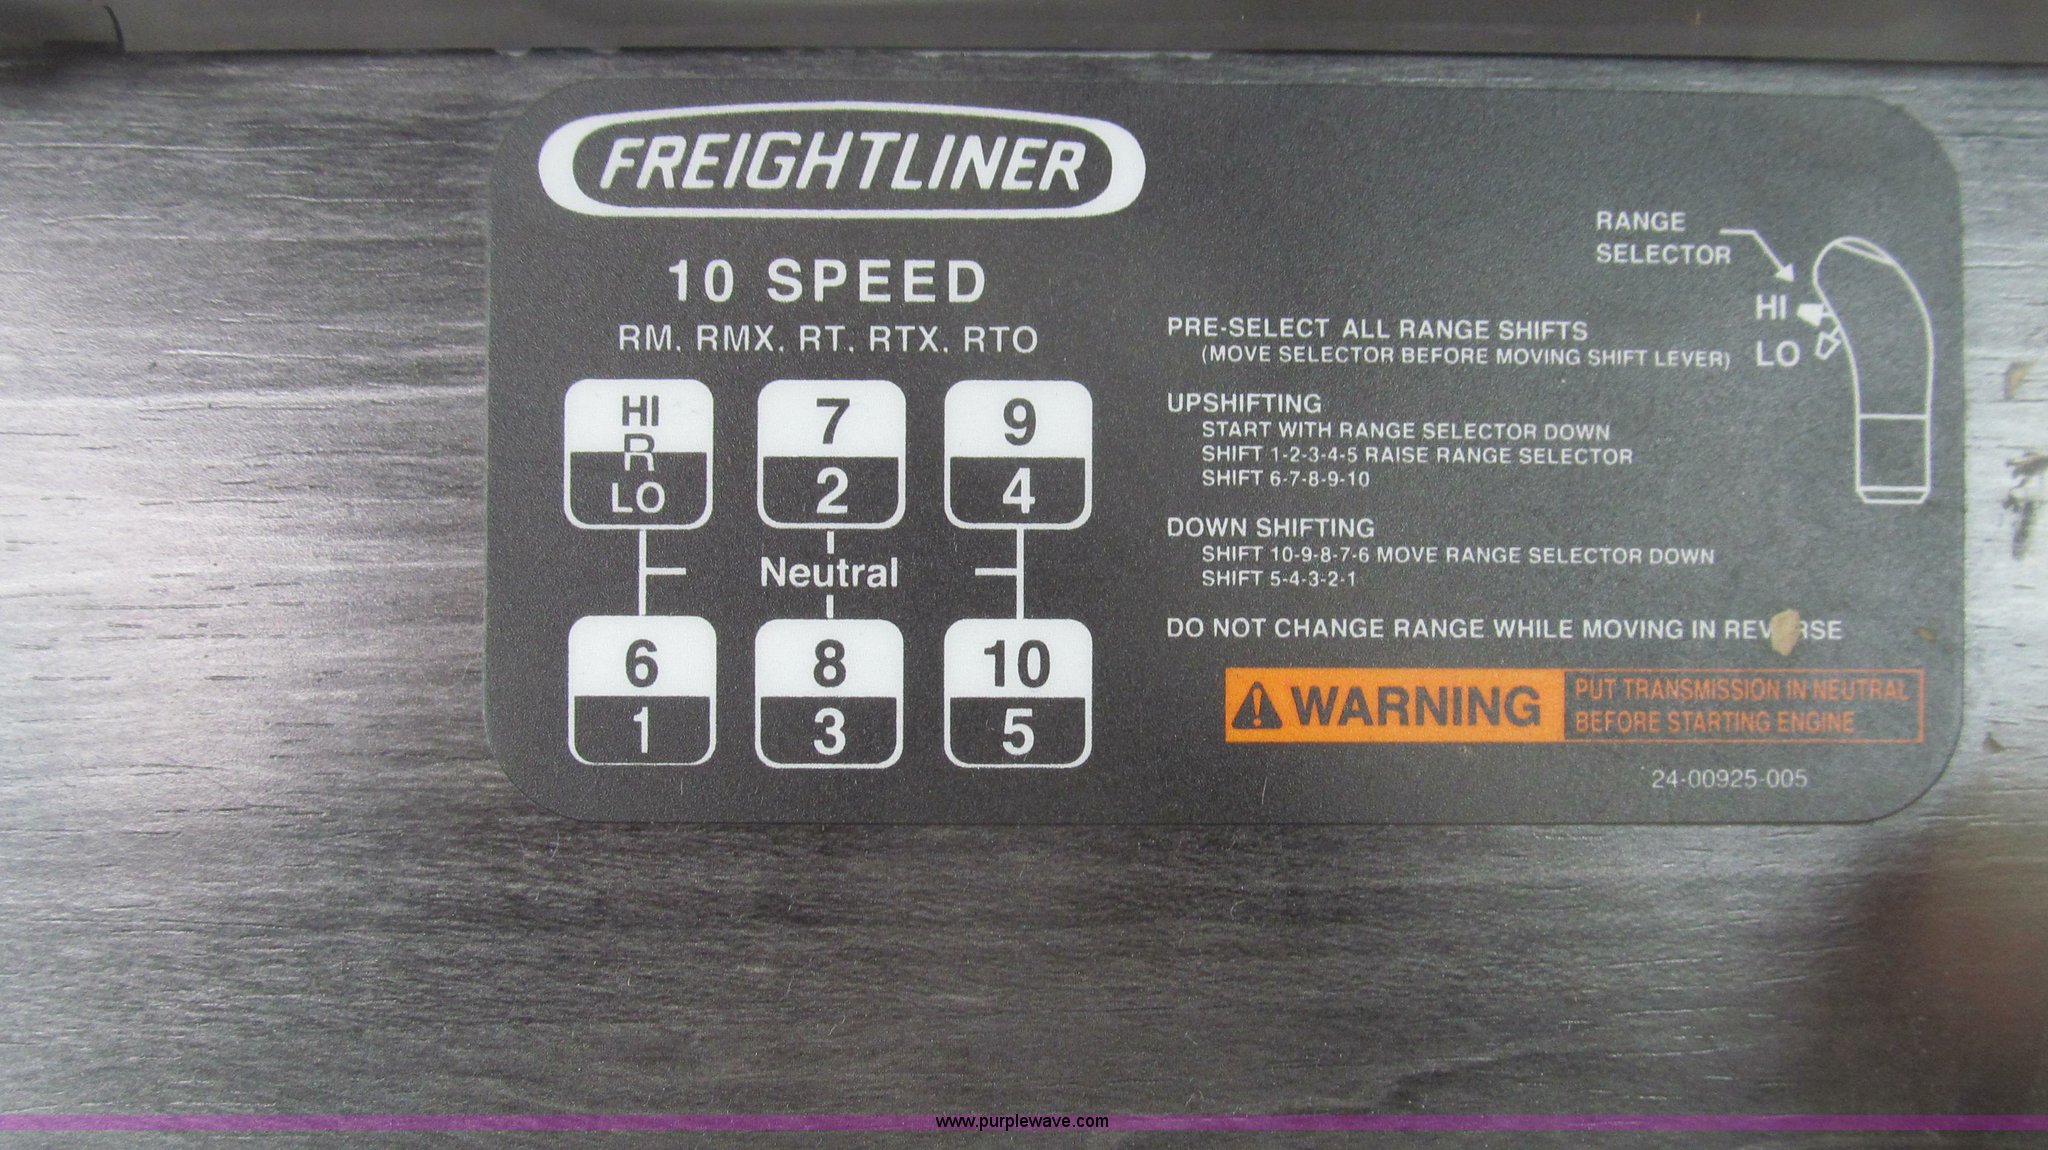 FREIGHTLINER
10 SPEED
RM, RMX, RT, RTX, RTO
HI
R
LO
7
2
9
4
Neutral
6
1
8
3
10
5
RANGE
SELECTOR
HI
LO
PRE-SELECT ALL RANGE SHIFTS
(MOVE SELECTOR BEFORE MOVING SHIFT LEVER)
UPSHIFTING
START WITH RANGE SELECTOR DOWN
SHIFT 1-2-3-4-5 RAISE RANGE SELECTOR
SHIFT 6-7-8-9-10
DOWN SHIFTING
SHIFT 10-9-8-7-6 MOVE RANGE SELECTOR DOWN
SHIFT 5-4-3-2-1
DO NOT CHANGE RANGE WHILE MOVING IN REVERSE
WARNING
PUT TRANSMISSION IN NEUTRAL
BEFORE STARTING ENGINE
24-00925-005
www.purplewave.com